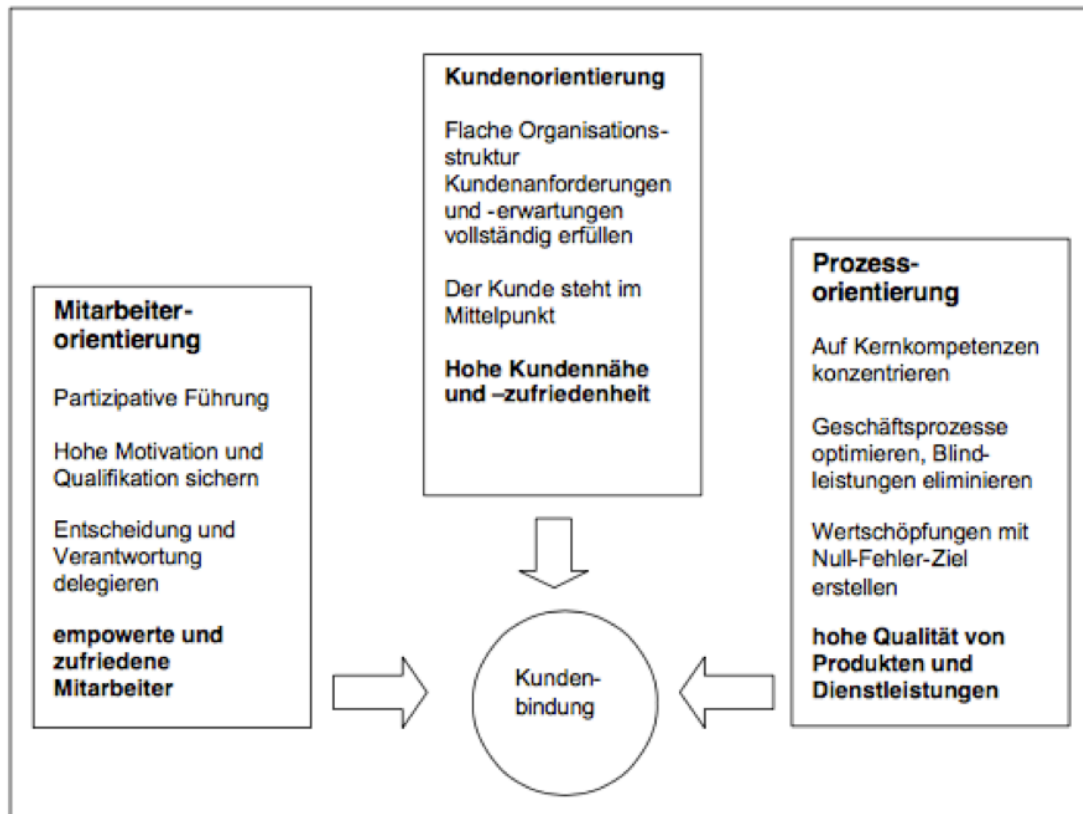 Kundenorientierung
Flache Organisations-
struktur
Kundenanforderungen
und -erwartungen
vollständig erfüllen
Der Kunde steht im
Mittelpunkt
Hohe Kundennähe
und –zufriedenheit
Mitarbeiter-
orientierung
Partizipative Führung
Hohe Motivation und
Qualifikation sichern
Entscheidung und
Verantwortung
delegieren
empowerte und
zufriedene
Mitarbeiter
Prozess-
orientierung
Auf Kernkompetenzen
konzentrieren
Geschäftsprozesse
optimieren, Blind-
leistungen eliminieren
Wertschöpfungen mit
Null-Fehler-Ziel
erstellen
hohe Qualität von
Produkten und
Dienstleistungen
Kunden-
bindung